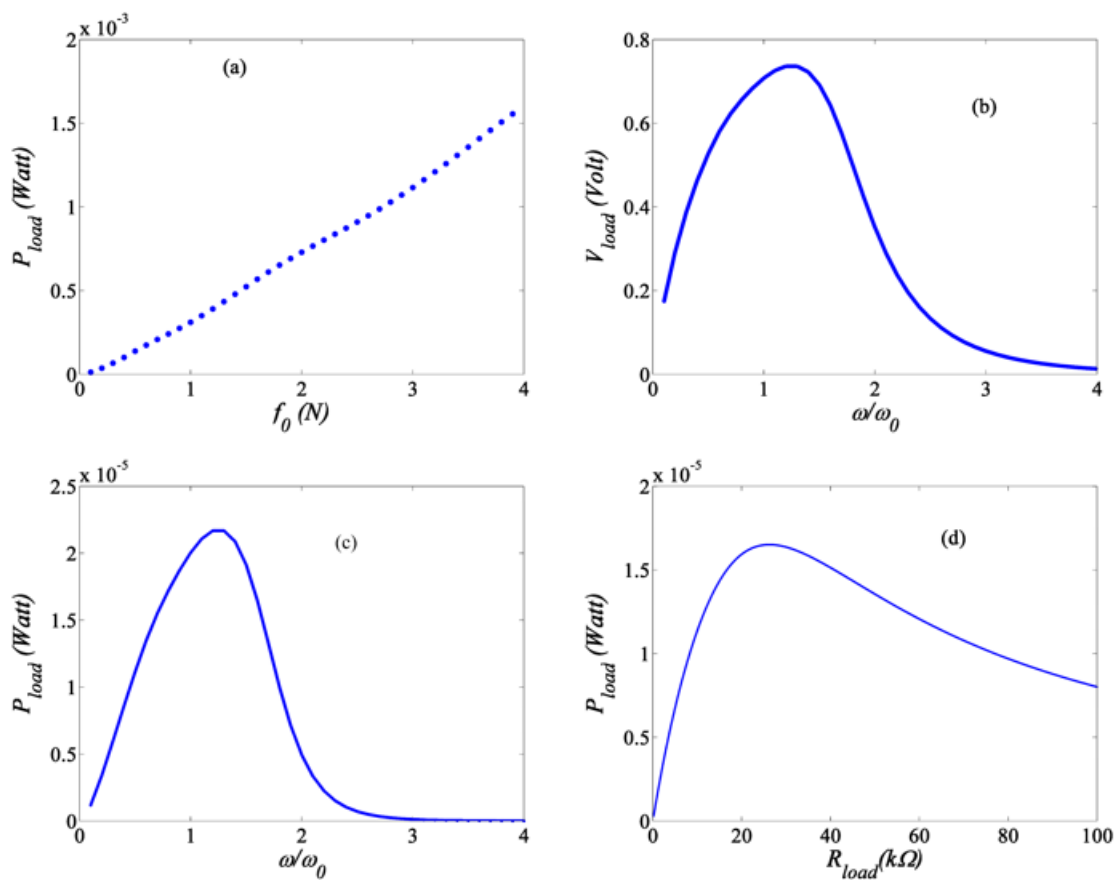 x 10⁻³
2
1.5
1
0.5
0
P_load (Watt)
(a)
0 1 2 3 4
f_0 (N)
0.8
0.6
0.4
0.2
0
V_load (Volt)
(b)
0 1 2 3 4
ω/ω_0
x 10⁻⁵
2.5
2
1.5
1
0.5
0
P_load (Watt)
(c)
0 1 2 3 4
ω/ω_0
x 10⁻⁵
2
1.5
1
0.5
0
P_load (Watt)
(d)
0 20 40 60 80 100
R_load(kΩ)